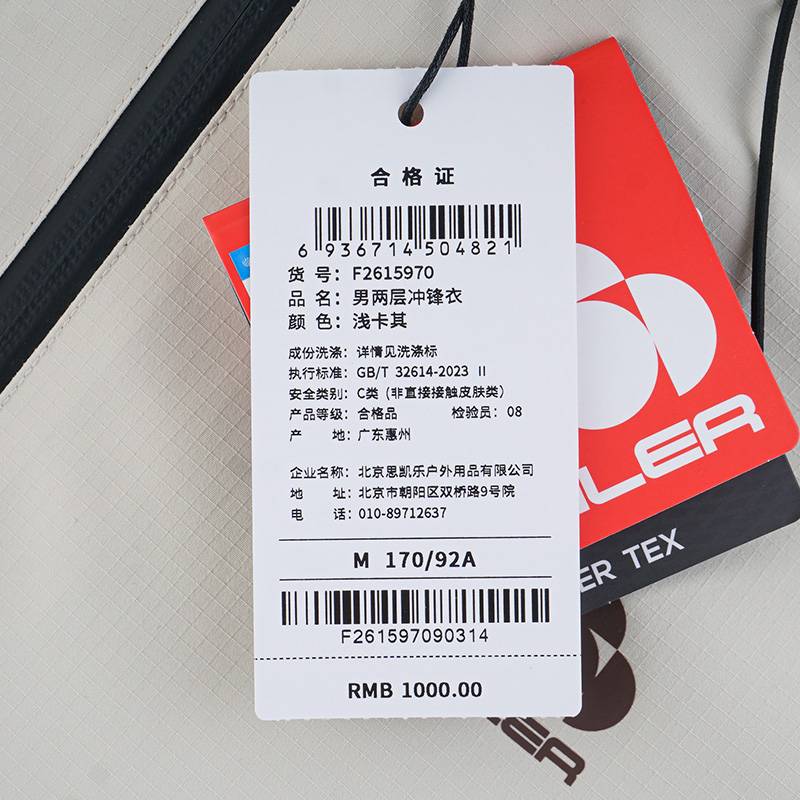 合格证
6 936714 504821
货 号: F2615970
品 名: 男两层冲锋衣
颜 色: 浅卡其
成份洗涤: 详情见洗涤标
执行标准: GB/T 32614-2023 II
安全类别: C类 (非直接接触皮肤类)
产品等级: 合格品 检验员: 08
产 地: 广东惠州
企业名称: 北京思凯乐户外用品有限公司
地 址: 北京市朝阳区双桥路9号院
电 话: 010-89712637
M 170/92A
F261597090314
RMB 1000.00
LER
ER TEX
LER